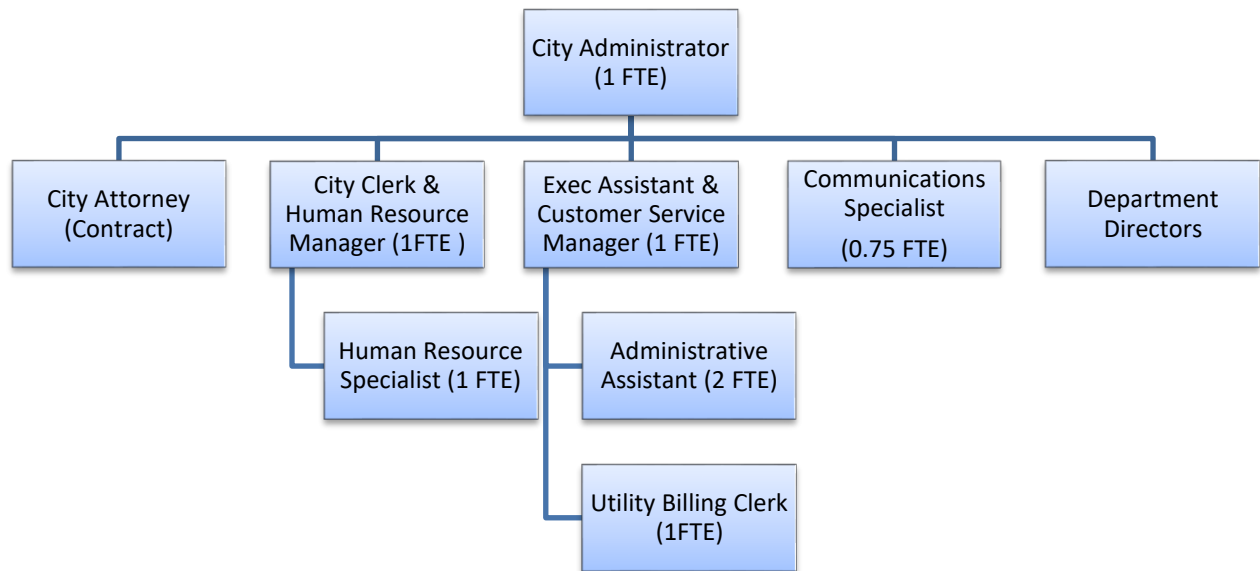 City Administrator
(1 FTE)
City Attorney
(Contract)
City Clerk &
Human Resource
Manager (1FTE )
Exec Assistant &
Customer Service
Manager (1 FTE)
Communications
Specialist
(0.75 FTE)
Department
Directors
Human Resource
Specialist (1 FTE)
Administrative
Assistant (2 FTE)
Utility Billing Clerk
(1FTE)